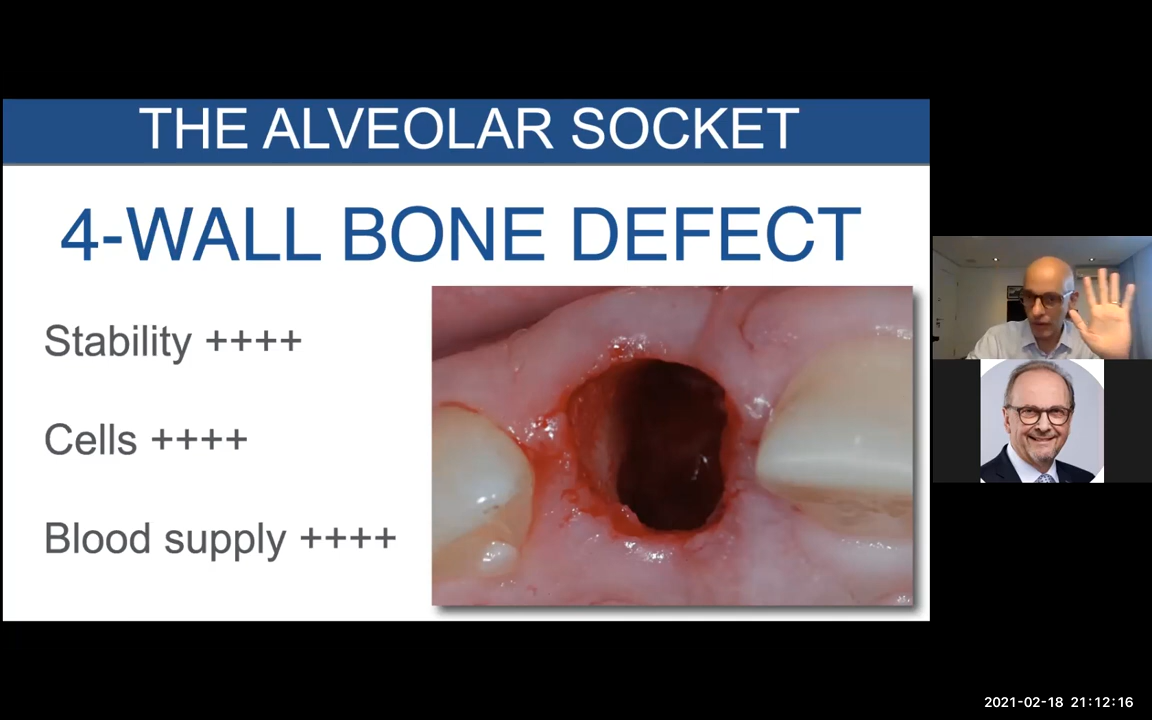 THE ALVEOLAR SOCKET
4-WALL BONE DEFECT
Stability ++++
Cells ++++
Blood supply ++++
2021-02-18 21:12:16